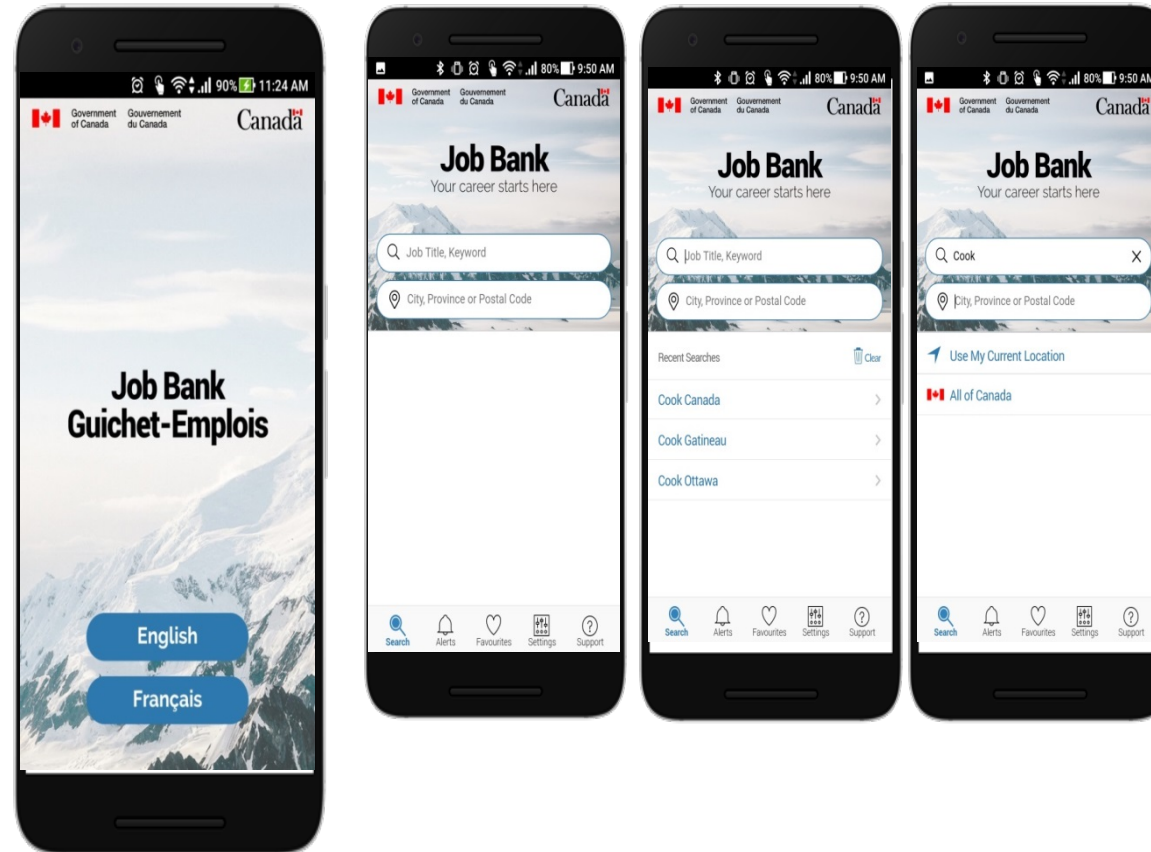 90% 11:24 AM
Government of Canada Gouvernement du Canada
Canada
Job Bank
Guichet-Emplois
English
Français
80% 9:50 AM
Government of Canada Gouvernement du Canada
Canada
Job Bank
Your career starts here
Job Title, Keyword
City, Province or Postal Code
Search Alerts Favourites Settings Support
80% 9:50 AM
Government of Canada Gouvernement du Canada
Canada
Job Bank
Your career starts here
Job Title, Keyword
City, Province or Postal Code
Recent Searches Clear
Cook Canada
Cook Gatineau
Cook Ottawa
Search Alerts Favourites Settings Support
80% 9:50 AM
Government of Canada Gouvernement du Canada
Canada
Job Bank
Your career starts here
Cook
City, Province or Postal Code
Use My Current Location
All of Canada
Search Alerts Favourites Settings Support